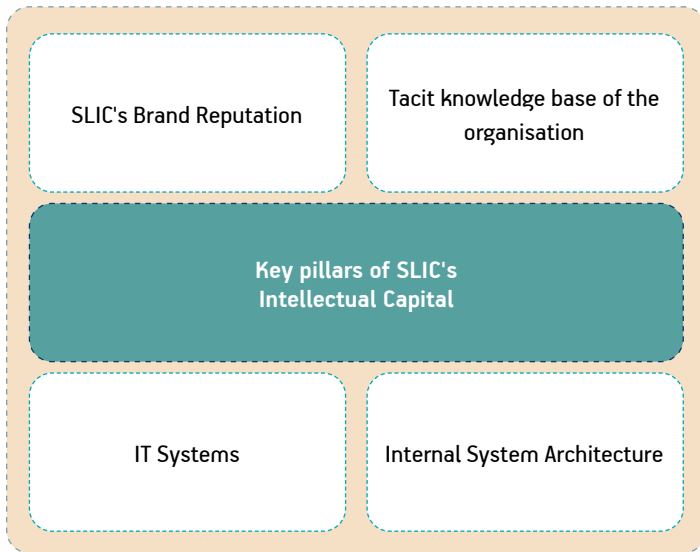 SLIC's Brand Reputation
Tacit knowledge base of the
organisation
Key pillars of SLIC's
Intellectual Capital
IT Systems
Internal System Architecture